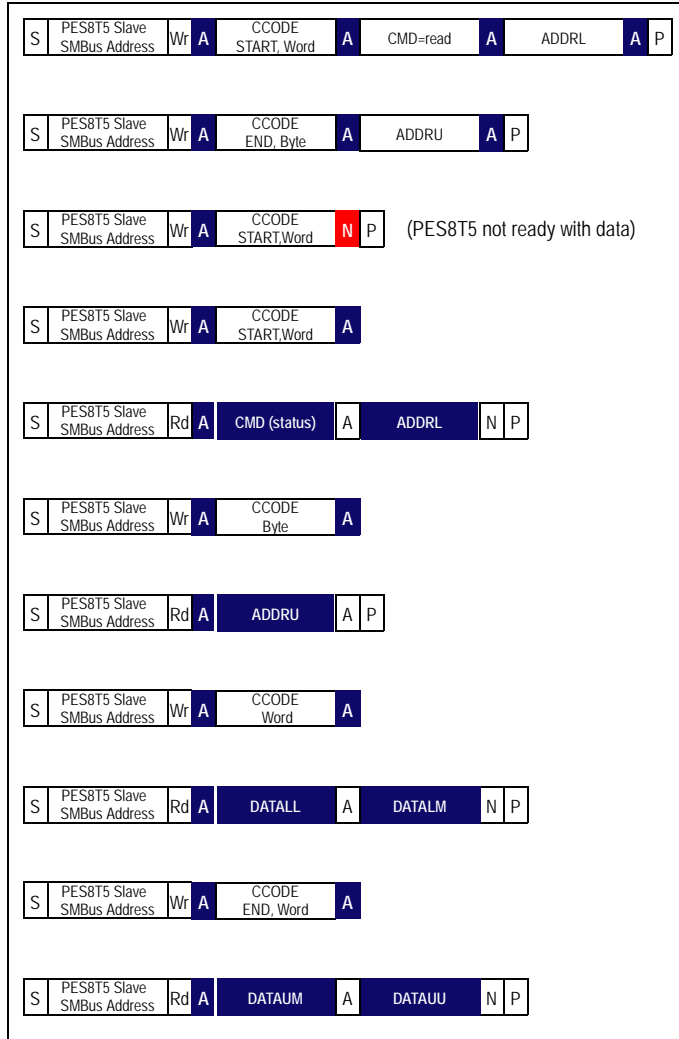 S PES8T5 Slave SMBus Address Wr A CCODE START, Word A CMD=read A ADDRL A P
S PES8T5 Slave SMBus Address Wr A CCODE END, Byte A ADDRU A P
S PES8T5 Slave SMBus Address Wr A CCODE START,Word N P (PES8T5 not ready with data)
S PES8T5 Slave SMBus Address Wr A CCODE START,Word A
S PES8T5 Slave SMBus Address Rd A CMD (status) A ADDRL N P
S PES8T5 Slave SMBus Address Wr A CCODE Byte A
S PES8T5 Slave SMBus Address Rd A ADDRU A P
S PES8T5 Slave SMBus Address Wr A CCODE Word A
S PES8T5 Slave SMBus Address Rd A DATALL A DATALM N P
S PES8T5 Slave SMBus Address Wr A CCODE END, Word A
S PES8T5 Slave SMBus Address Rd A DATAUM A DATAUU N P